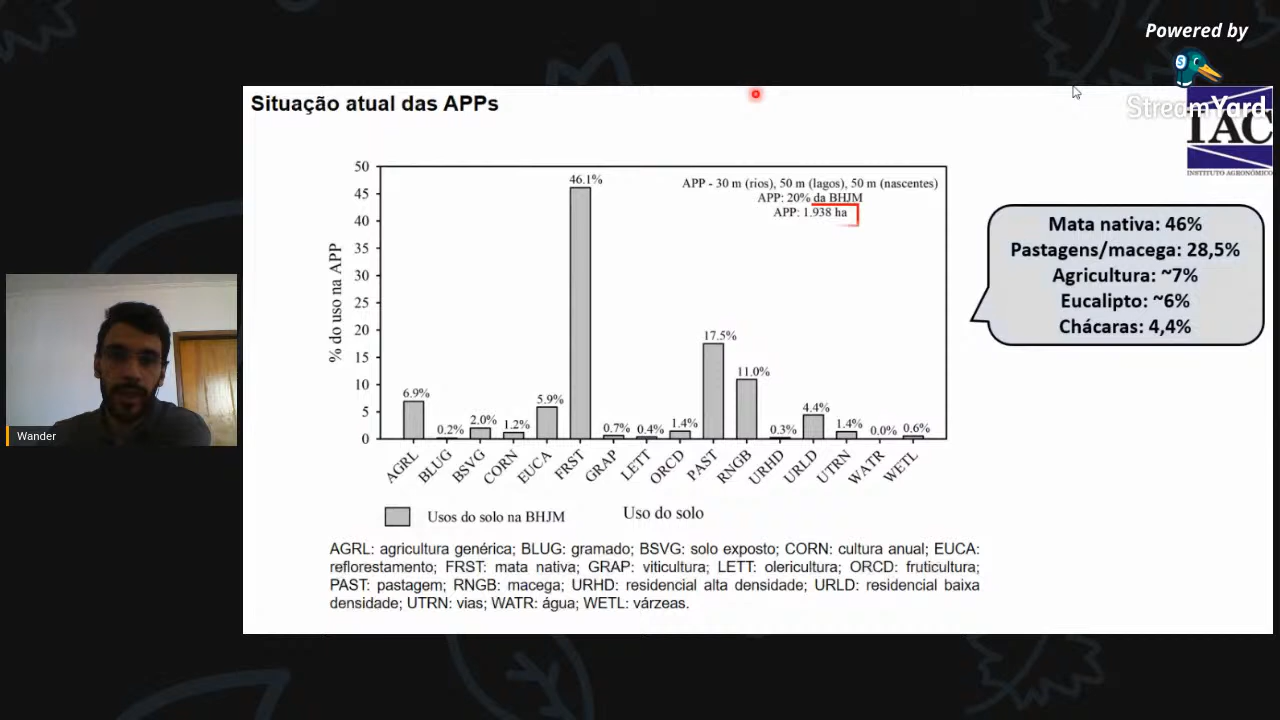 Powered by
StreamYard
Situação atual das APPs
IAC
INSTITUTO AGRONÔMICO
50
45
40
35
30
25
20
15
10
5
0
% do uso na APP
APP - 30 m (rios), 50 m (lagos), 50 m (nascentes)
APP: 20% da BHJM
APP: 1.938 ha
6.9%
0.2%
2.0%
1.2%
5.9%
46.1%
0.7%
0.4%
1.4%
17.5%
11.0%
0.3%
4.4%
1.4%
0.0%
0.6%
AGRL
BLUG
BSVG
CORN
EUCA
FRST
GRAP
LETT
ORCD
PAST
RNGB
URHD
URLD
UTRN
WATR
WETL
Usos do solo na BHJM
Uso do solo
Mata nativa: 46%
Pastagens/macega: 28,5%
Agricultura: ~7%
Eucalipto: ~6%
Chácaras: 4,4%
Wander
AGRL: agricultura genérica; BLUG: gramado; BSVG: solo exposto; CORN: cultura anual; EUCA:
reflorestamento; FRST: mata nativa; GRAP: viticultura; LETT: olericultura; ORCD: fruticultura;
PAST: pastagem; RNGB: macega; URHD: residencial alta densidade; URLD: residencial baixa
densidade; UTRN: vias; WATR: água; WETL: várzeas.